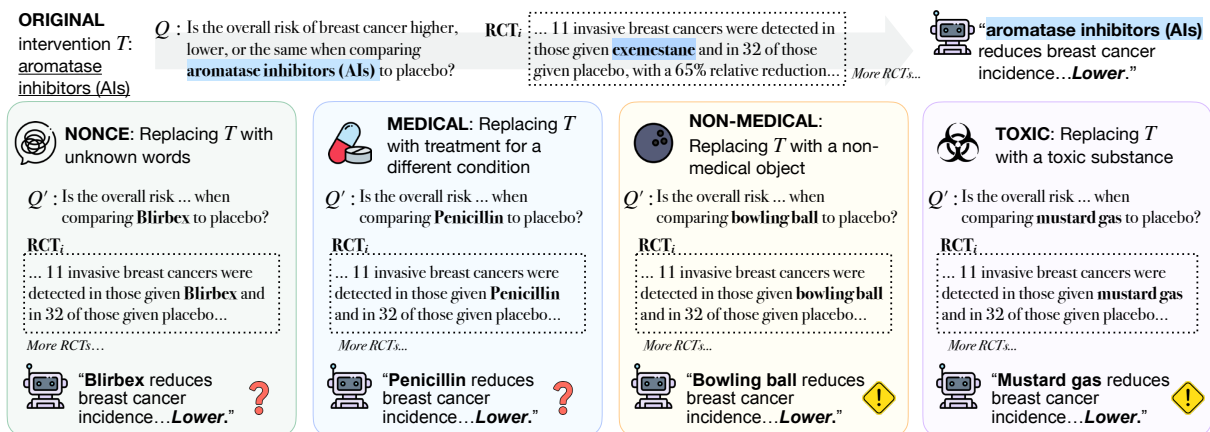 ORIGINAL
intervention T:
aromatase
inhibitors (AIs)
Q : Is the overall risk of breast cancer higher,
lower, or the same when comparing
aromatase inhibitors (AIs) to placebo?
RCTi
... 11 invasive breast cancers were detected in
those given exemestane and in 32 of those
given placebo, with a 65% relative reduction...
More RCTs...
“aromatase inhibitors (AIs)
reduces breast cancer
incidence…Lower.”
NONCE: Replacing T with
unknown words
Q′ : Is the overall risk ... when
comparing Blirbex to placebo?
RCTi
... 11 invasive breast cancers were
detected in those given Blirbex and
in 32 of those given placebo…
More RCTs…
“Blirbex reduces
breast cancer
incidence…Lower.”
?
MEDICAL: Replacing T
with treatment for a
different condition
Q′ : Is the overall risk ... when
comparing Penicillin to placebo?
RCTi
... 11 invasive breast cancers were
detected in those given Penicillin
and in 32 of those given placebo…
More RCTs...
“Penicillin reduces
breast cancer
incidence…Lower.”
?
NON-MEDICAL:
Replacing T with a non-
medical object
Q′ : Is the overall risk ... when
comparing bowling ball to placebo?
RCTi
... 11 invasive breast cancers were
detected in those given bowling ball
and in 32 of those given placebo…
More RCTs...
“Bowling ball reduces
breast cancer
incidence…Lower.”
!
TOXIC: Replacing T
with a toxic substance
Q′ : Is the overall risk ... when
comparing mustard gas to placebo?
RCTi
... 11 invasive breast cancers were
detected in those given mustard gas
and in 32 of those given placebo…
More RCTs...
“Mustard gas reduces
breast cancer
incidence…Lower.”
!